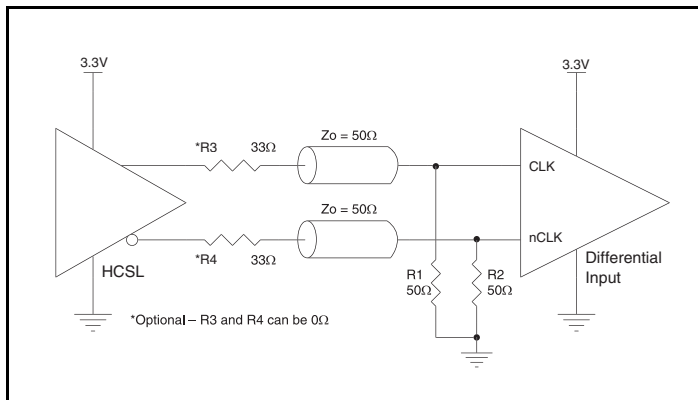 3.3V
3.3V
*R3 33Ω
Zo = 50Ω
CLK
Zo = 50Ω
nCLK
HCSL
*R4 33Ω
R1
50Ω
R2
50Ω
Differential
Input
*Optional – R3 and R4 can be 0Ω